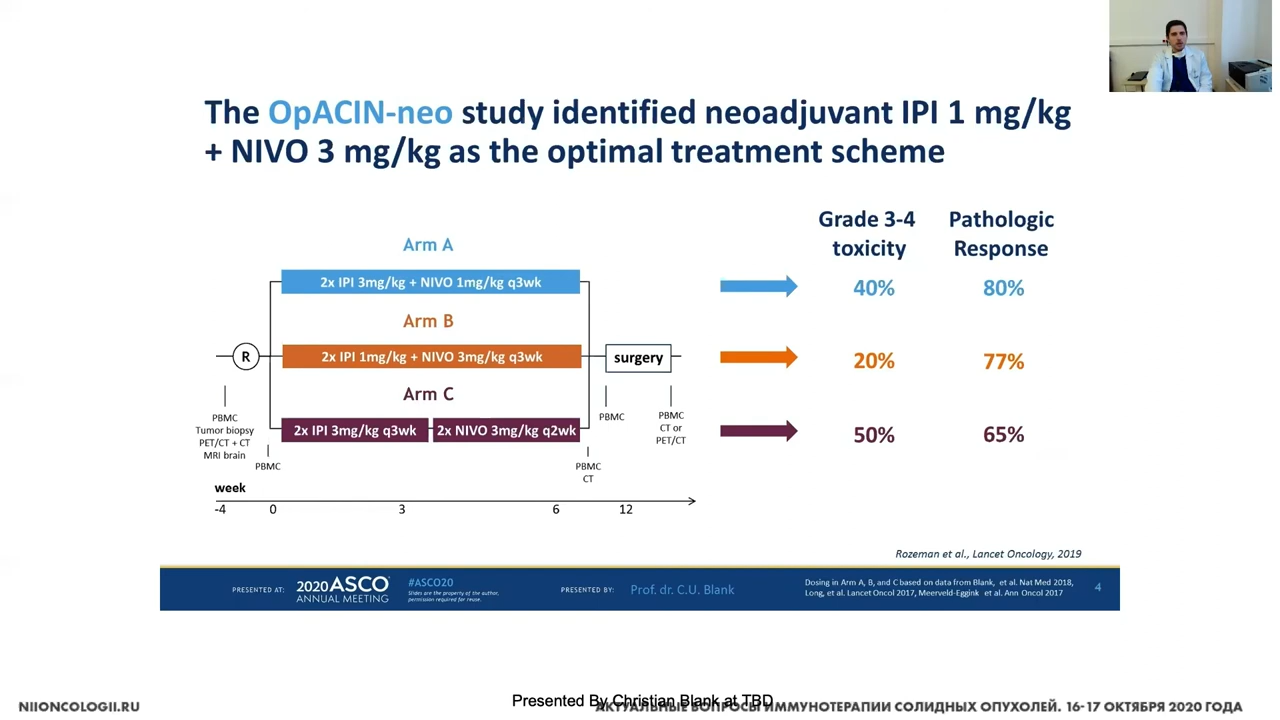 The OpACIN-neo study identified neoadjuvant IPI 1 mg/kg
+ NIVO 3 mg/kg as the optimal treatment scheme
Grade 3-4
toxicity
Pathologic
Response
Arm A
2x IPI 3mg/kg + NIVO 1mg/kg q3wk
40%
80%
Arm B
R
2x IPI 1mg/kg + NIVO 3mg/kg q3wk
surgery
20%
77%
Arm C
2x IPI 3mg/kg q3wk
2x NIVO 3mg/kg q2wk
50%
65%
PBMC
Tumor biopsy
PET/CT + CT
MRI brain
PBMC
PBMC
CT
PBMC
PBMC
CT or
PET/CT
week
-4 0 3 6 12
Rozeman et al., Lancet Oncology, 2019
PRESENTED AT:
2020 ASCO
ANNUAL MEETING
#ASCO20
Slides are the property of the author,
permission required for reuse.
PRESENTED BY:
Prof. dr. C.U. Blank
Dosing in Arm A, B, and C based on data from Blank, et al. Nat Med 2018,
Long, et al. Lancet Oncol 2017, Meerveld-Eggink et al. Ann Oncol 2017
4
Presented By Christian Blank at TBD
NIIONCOLOGII.RU
АКТУАЛЬНЫЕ ВОПРОСЫ ИММУНОТЕРАПИИ СОЛИДНЫХ ОПУХОЛЕЙ. 16-17 ОКТЯБРЯ 2020 ГОДА